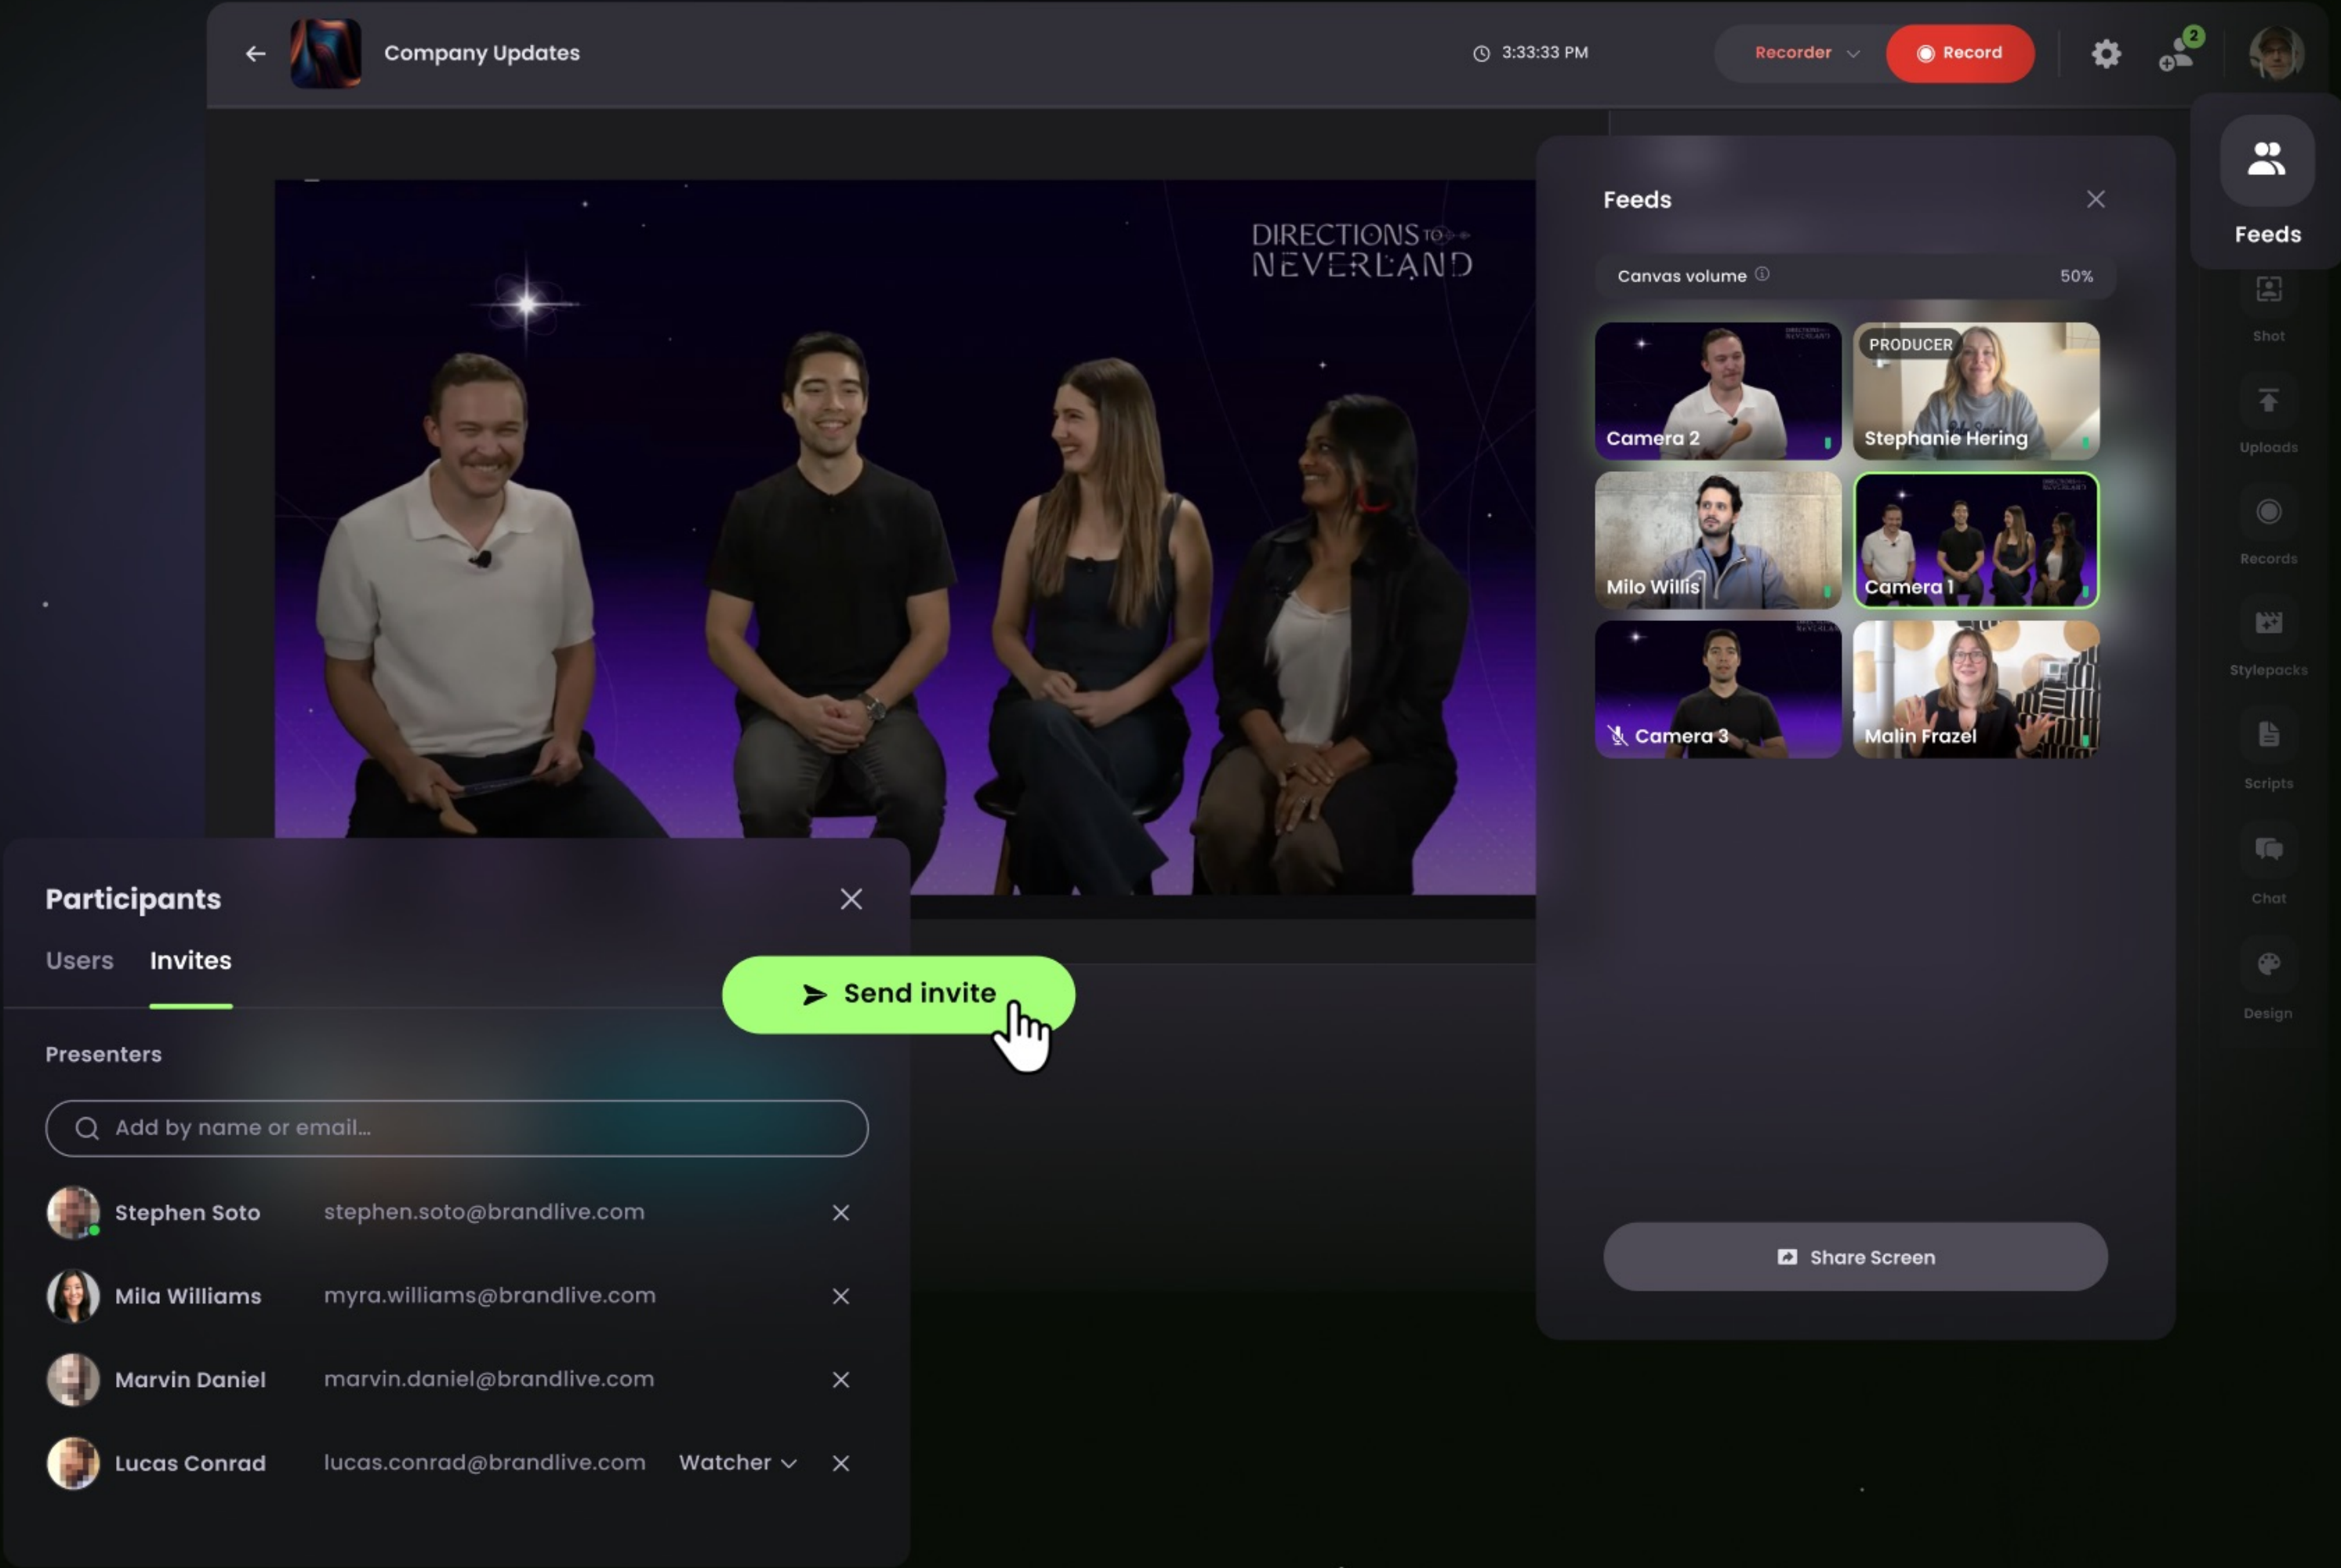 Company Updates
3:33:33 PM
Recorder
Record
2
DIRECTIONS TO
NEVERLAND
Feeds
Canvas volume
50%
Camera 2
PRODUCER
Stephanie Hering
Milo Willis
Camera 1
Camera 3
Malin Frazel
Share Screen
Feeds
Shot
Uploads
Records
Stylepacks
Scripts
Chat
Design
Participants
Users
Invites
Send invite
Presenters
Add by name or email...
Stephen Soto stephen.soto@brandlive.com
Mila Williams myra.williams@brandlive.com
Marvin Daniel marvin.daniel@brandlive.com
Lucas Conrad lucas.conrad@brandlive.com Watcher